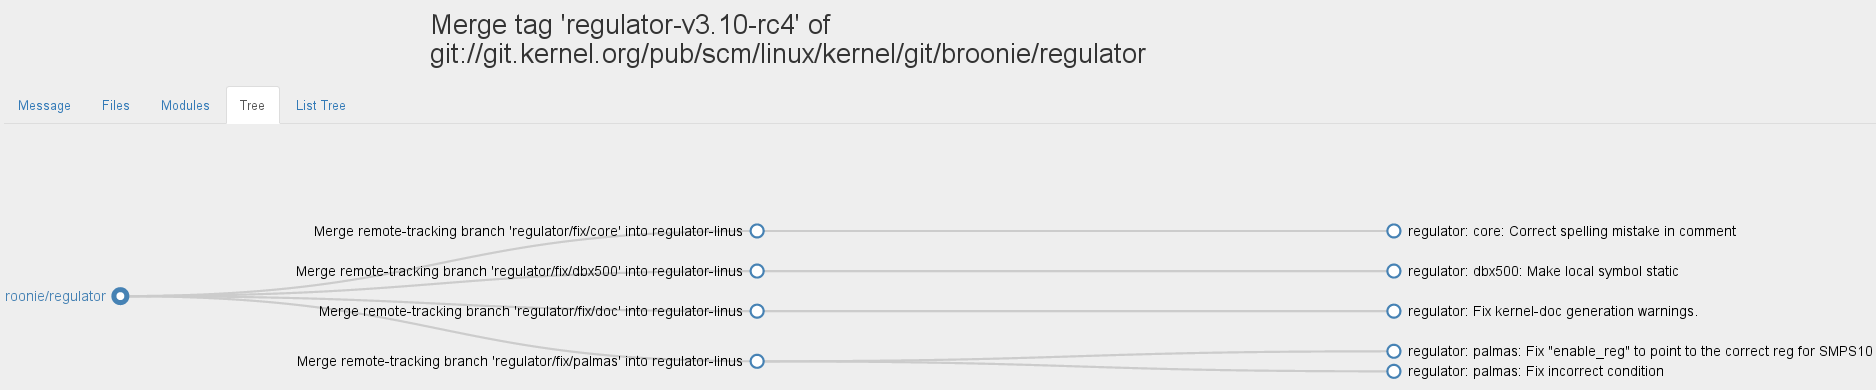 Merge tag 'regulator-v3.10-rc4' of
git://git.kernel.org/pub/scm/linux/kernel/git/broonie/regulator
Message Files Modules Tree List Tree
Merge remote-tracking branch 'regulator/fix/core' into regulator-linus regulator: core: Correct spelling mistake in comment
Merge remote-tracking branch 'regulator/fix/dbx500' into regulator-linus regulator: dbx500: Make local symbol static
roonie/regulator
Merge remote-tracking branch 'regulator/fix/doc' into regulator-linus regulator: Fix kernel-doc generation warnings.
regulator: palmas: Fix "enable_reg" to point to the correct reg for SMPS10
Merge remote-tracking branch 'regulator/fix/palmas' into regulator-linus
regulator: palmas: Fix incorrect condition